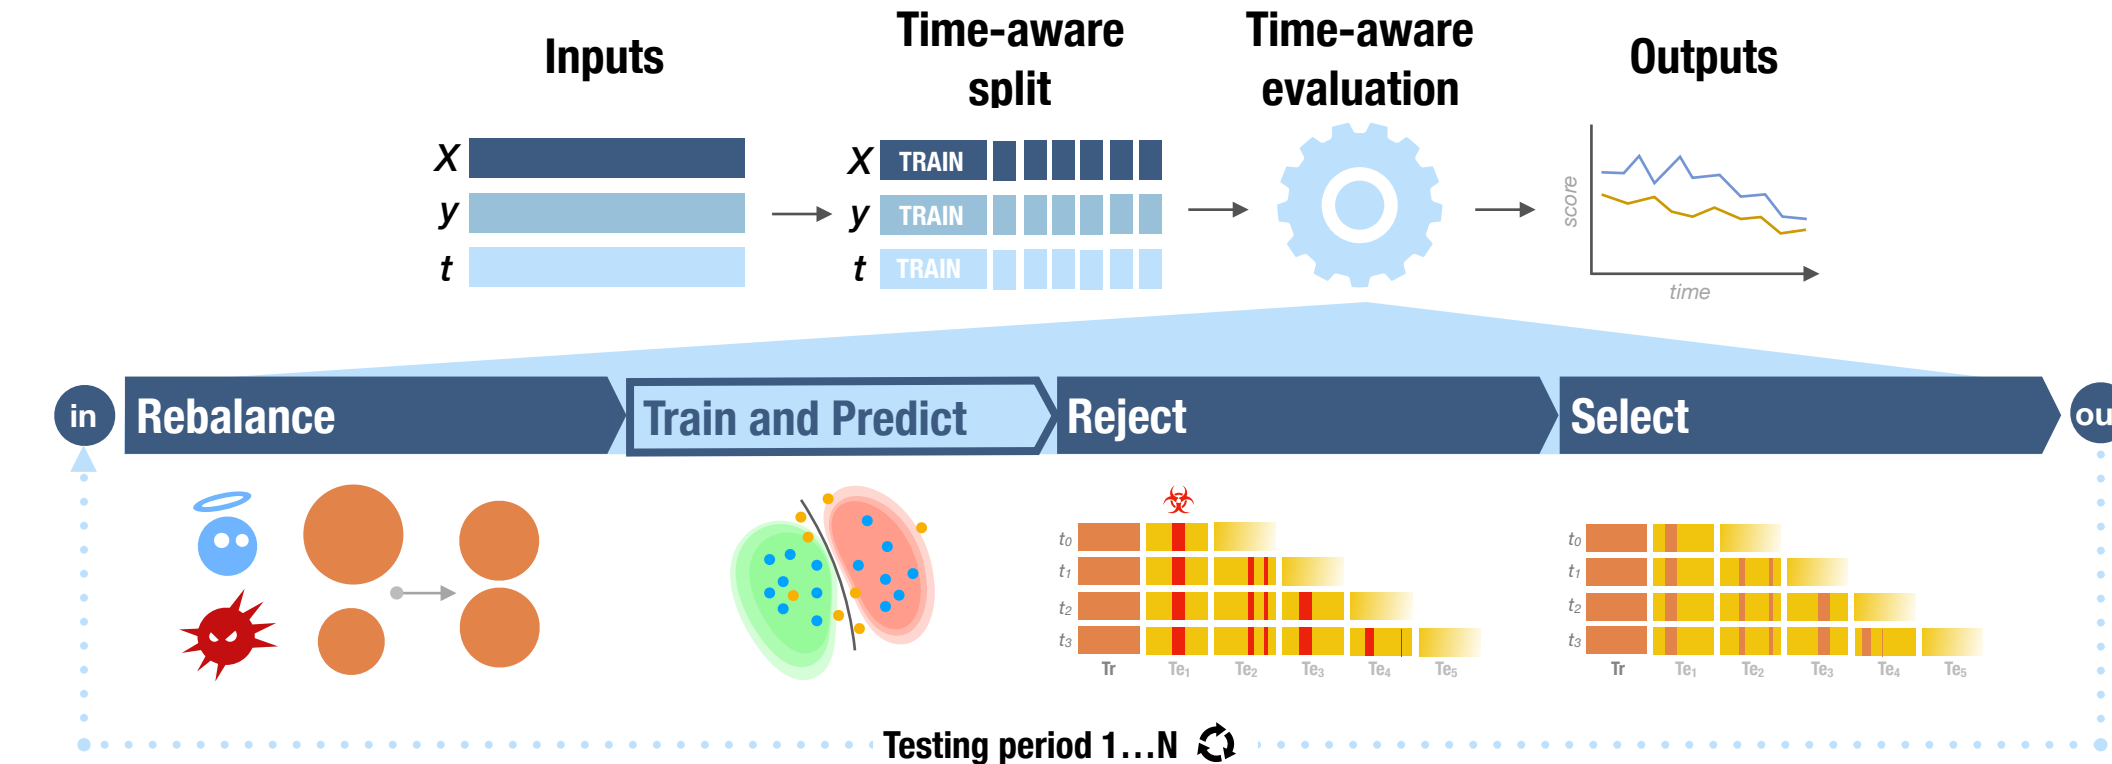 Inputs
Time-aware
split
Time-aware
evaluation
Outputs
X
y
t
X TRAIN
y TRAIN
t TRAIN
score
time
in
Rebalance
Train and Predict
Reject
Select
ou
t0
t1
t2
t3
Tr Te1 Te2 Te3 Te4 Te5
t0
t1
t2
t3
Tr Te1 Te2 Te3 Te4 Te5
Testing period 1…N